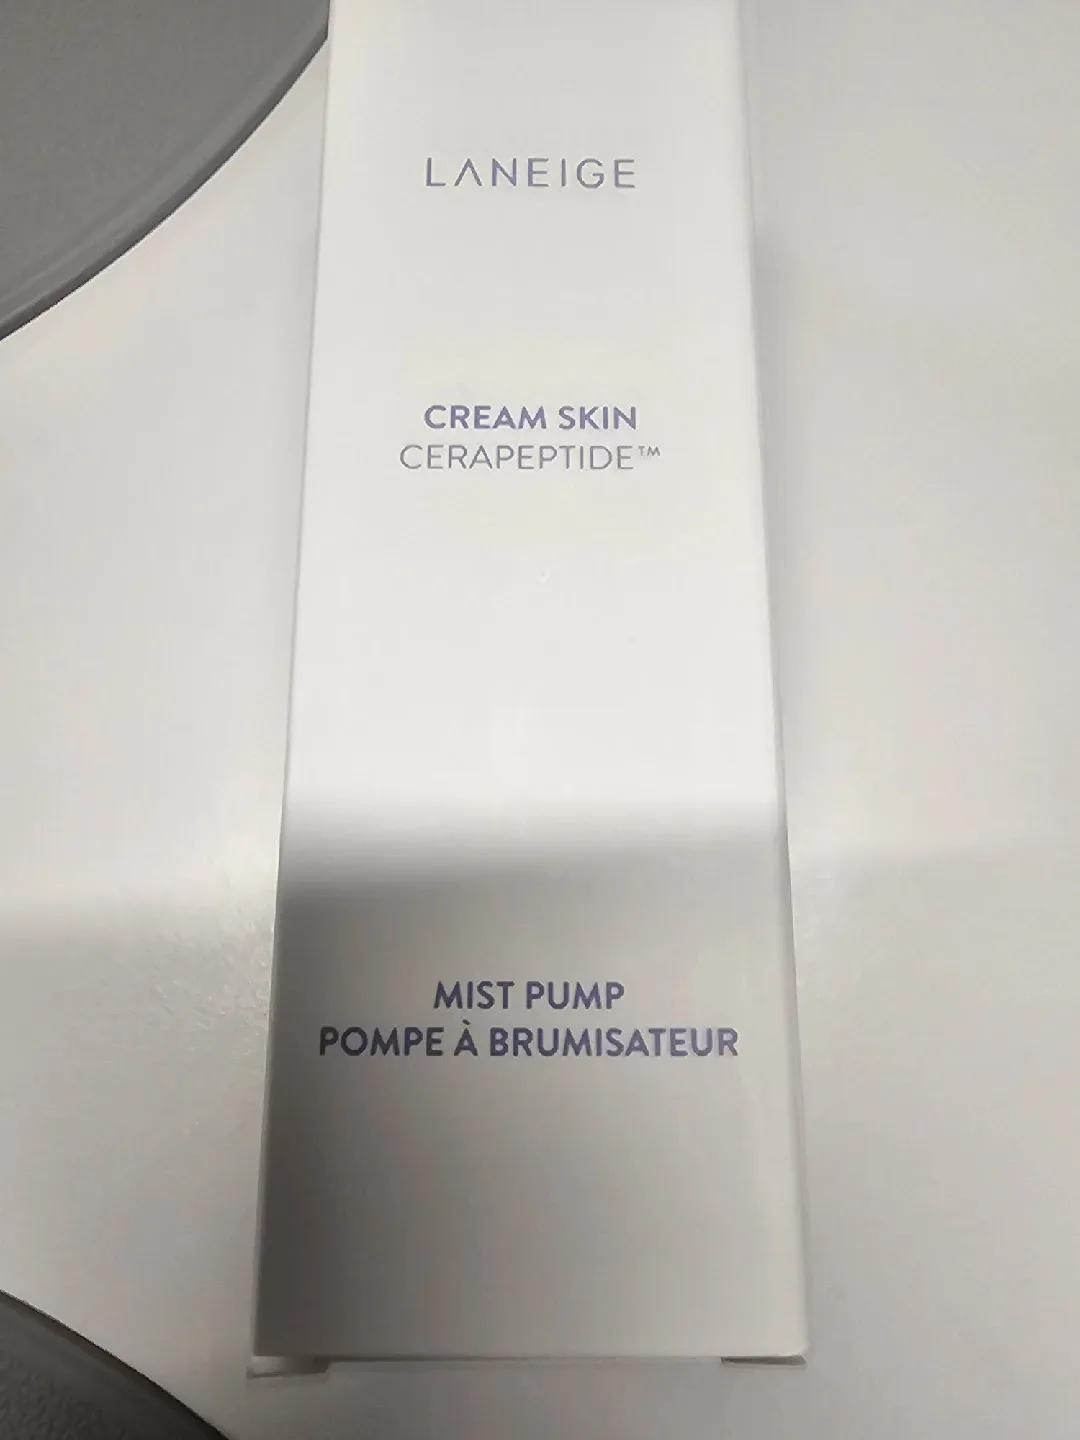 LANEIGE
CREAM SKIN
CERAPEPTIDE™
MIST PUMP
POMPE À BRUMISATEUR